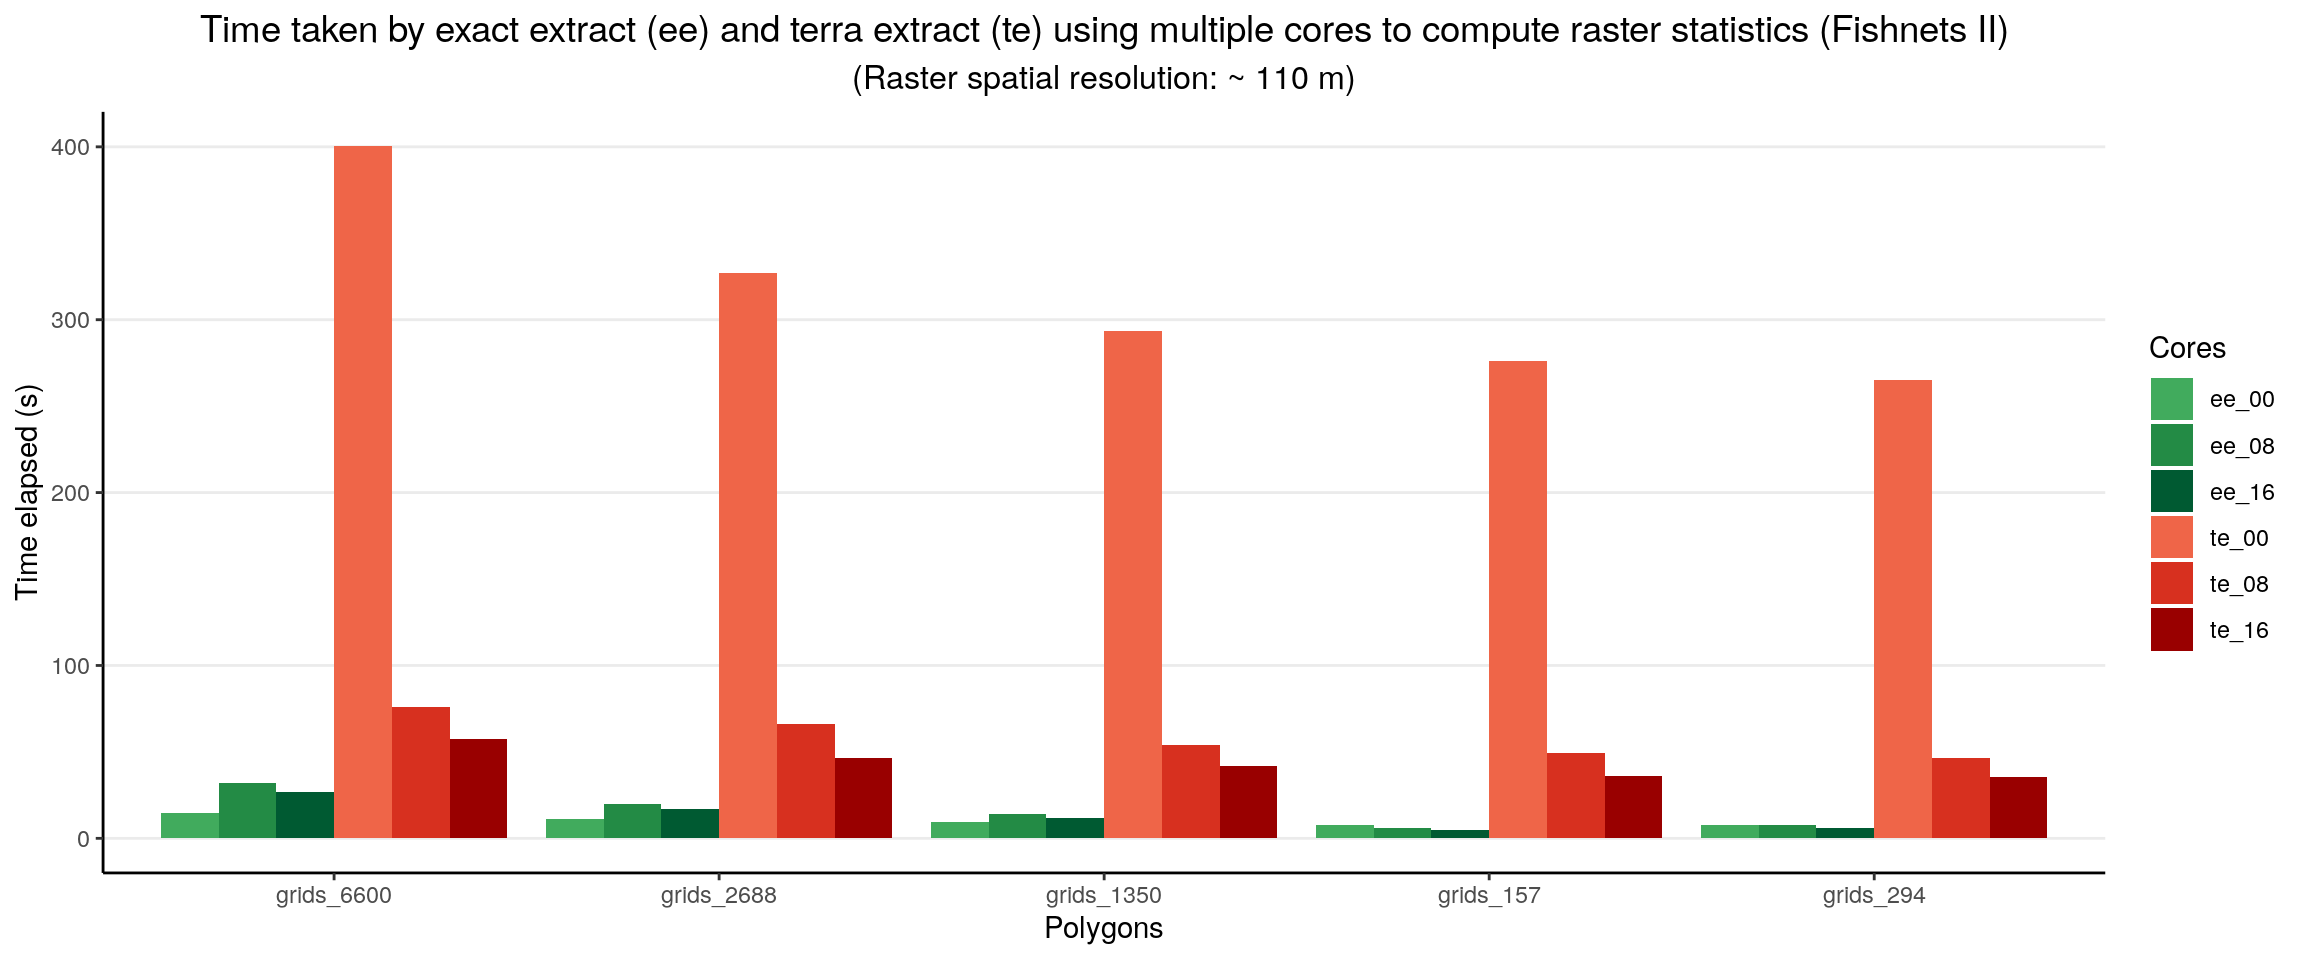 Time taken by exact extract (ee) and terra extract (te) using multiple cores to compute raster statistics (Fishnets II)
(Raster spatial resolution: ~ 110 m)
Time elapsed (s)
400
300
200
100
0
grids_6600
grids_2688
grids_1350
grids_157
grids_294
Polygons
Cores
ee_00
ee_08
ee_16
te_00
te_08
te_16